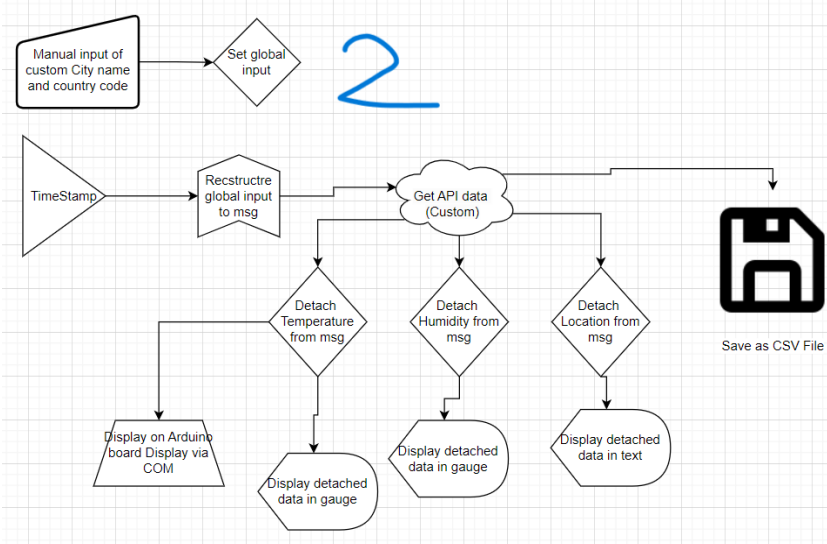 Manual input of
custom City name
and country code
Set global
input
2
TimeStamp
Recstructre
global input
to msg
Get API data
(Custom)
Detach
Temperature
from msg
Detach
Humidity from
msg
Detach
Location from
msg
Save as CSV File
Display on Arduino
board Display via
COM
Display detached
data in gauge
Display detached
data in gauge
Display detached
data in text